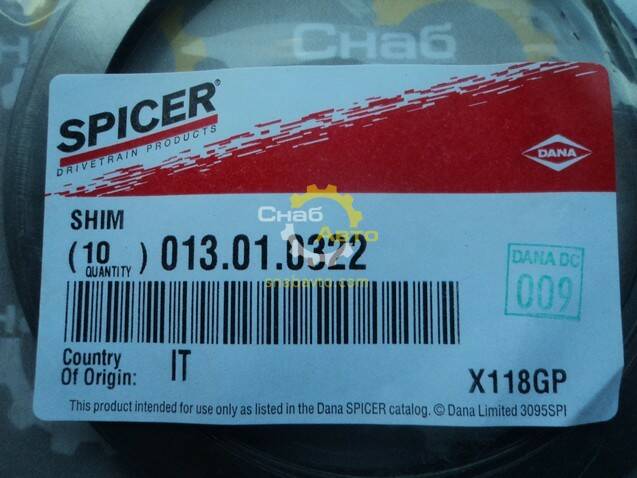 Снаб
SPICER®
DRIVETRAIN PRODUCTS
DANA
SHIM
Снаб
Авто
(10) 013.01.0322
QUANTITY
snabavto.com
DANA DC
009
Country
Of Origin: IT
X118GP
This product intended for use only as listed in the Dana SPICER catalog. © Dana Limited 3095SPI